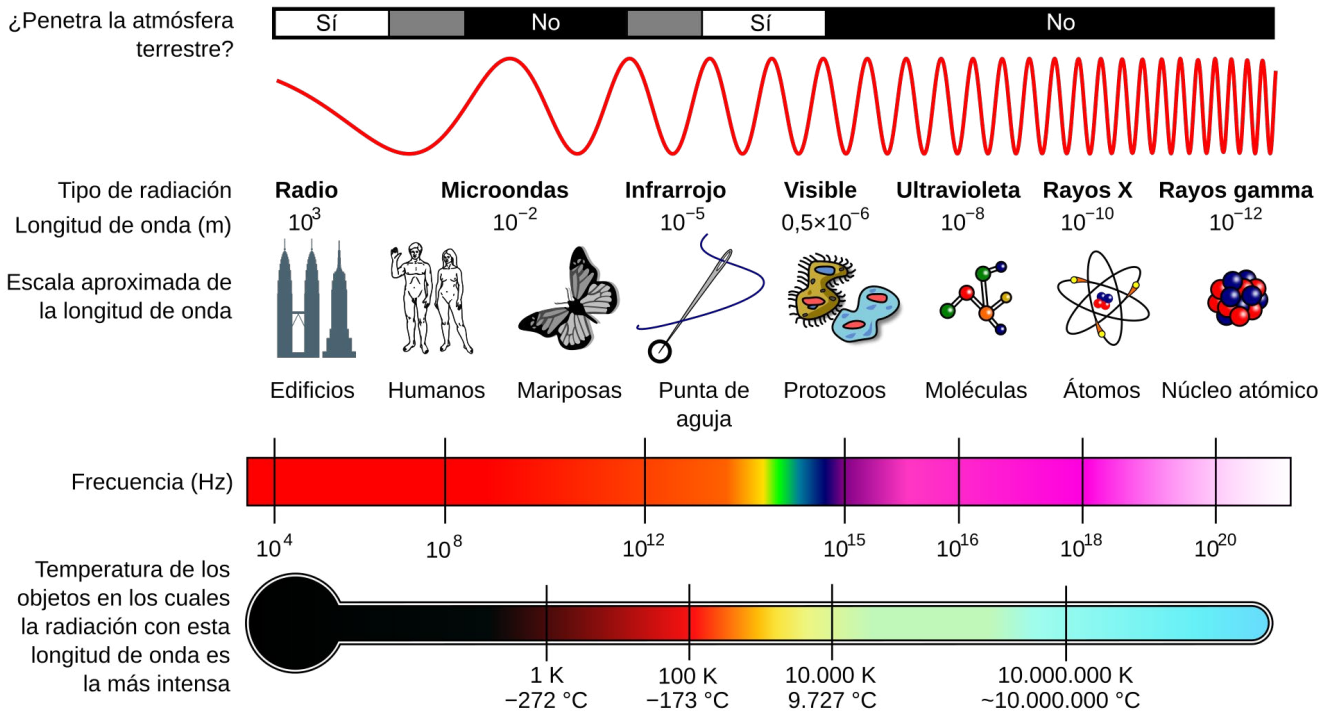 ¿Penetra la atmósfera
terrestre?
Sí
No
Sí
No
Tipo de radiación
Radio
Microondas
Infrarrojo
Visible
Ultravioleta
Rayos X
Rayos gamma
Longitud de onda (m)
10³
10⁻²
10⁻⁵
0,5×10⁻⁶
10⁻⁸
10⁻¹⁰
10⁻¹²
Escala aproximada de
la longitud de onda
Edificios
Humanos
Mariposas
Punta de
aguja
Protozoos
Moléculas
Átomos
Núcleo atómico
Frecuencia (Hz)
10⁴
10⁸
10¹²
10¹⁵
10¹⁶
10¹⁸
10²⁰
Temperatura de los
objetos en los cuales
la radiación con esta
longitud de onda es
la más intensa
1 K
−272 °C
100 K
−173 °C
10.000 K
9.727 °C
10.000.000 K
~10.000.000 °C